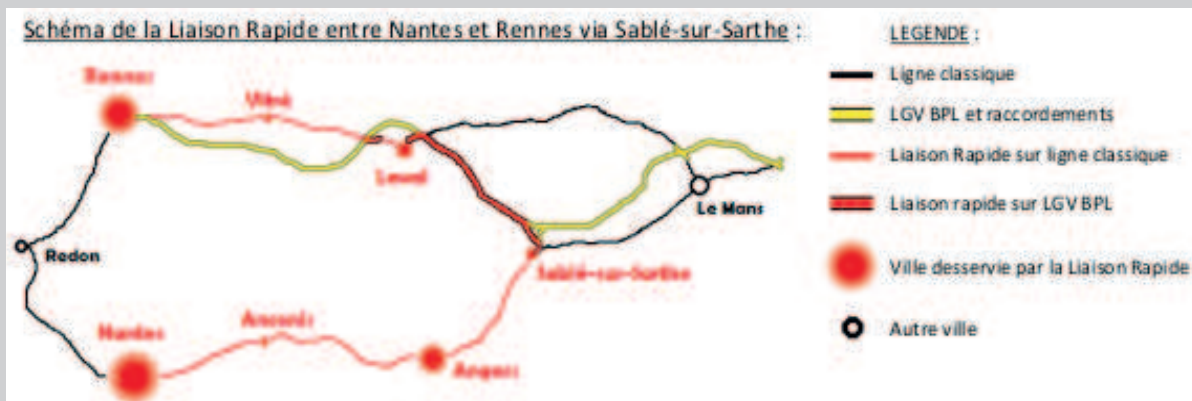 Schéma de la Liaison Rapide entre Nantes et Rennes via Sablé-sur-Sarthe :
LEGENDE :
Ligne classique
LGV BPL et raccordements
Liaison Rapide sur ligne classique
Liaison rapide sur LGV BPL
Ville desservie par la Liaison Rapide
Autre ville
Rennes
Vitré
Laval
Le Mans
Redon
Sablé-sur-Sarthe
Nantes
Ancenis
Angers